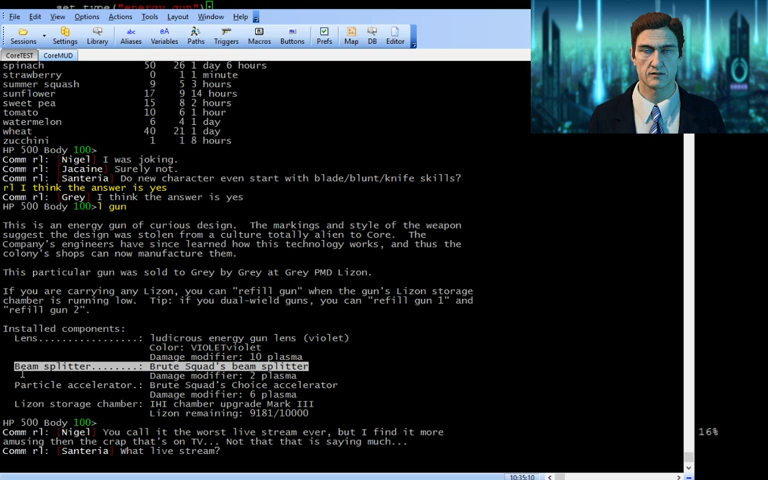 set_type("energy gun")
File Edit View Options Actions Tools Layout Window Help
Sessions Settings Library Aliases Variables Paths Triggers Macros Buttons Prefs Map DB Editor
CoreTEST CoreMUD
spinach 50 26 1 day 6 hours
strawberry 0 1 1 minute
summer squash 9 5 3 hours
sunflower 17 9 14 hours
sweet pea 15 8 2 hours
tomato 10 6 1 hour
watermelon 6 4 1 day
wheat 40 21 1 day
zucchini 1 1 8 hours
HP 500 Body 100>
Comm rl: [Nigel] I was joking.
Comm rl: [Jacaine] Surely not.
Comm rl: [Santeria] Do new character even start with blade/blunt/knife skills?
rl I think the answer is yes
Comm rl: [Grey] I think the answer is yes
HP 500 Body 100>l gun
This is an energy gun of curious design. The markings and style of the weapon
suggest the design was stolen from a culture totally alien to Core. The
Company's engineers have since learned how this technology works, and thus the
colony's shops can now manufacture them.
This particular gun was sold to Grey by Grey at Grey PMD Lizon.
If you are carrying any Lizon, you can "refill gun" when the gun's Lizon storage
chamber is running low. Tip: if you dual-wield guns, you can "refill gun 1" and
"refill gun 2".
Installed components:
Lens.................: ludicrous energy gun lens (violet)
Color: VIOLETviolet
Damage modifier: 10 plasma
Beam splitter........: Brute Squad's beam splitter
Damage modifier: 2 plasma
Particle accelerator.: Brute Squad's Choice accelerator
Damage modifier: 6 plasma
Lizon storage chamber: IHI chamber upgrade Mark III
Lizon remaining: 9181/10000
HP 500 Body 100>
Comm rl: [Nigel] You call it the worst live stream ever, but I find it more
amusing then the crap that's on TV... Not that that is saying much...
Comm rl: [Santeria] What live stream?
16%
10:35:10